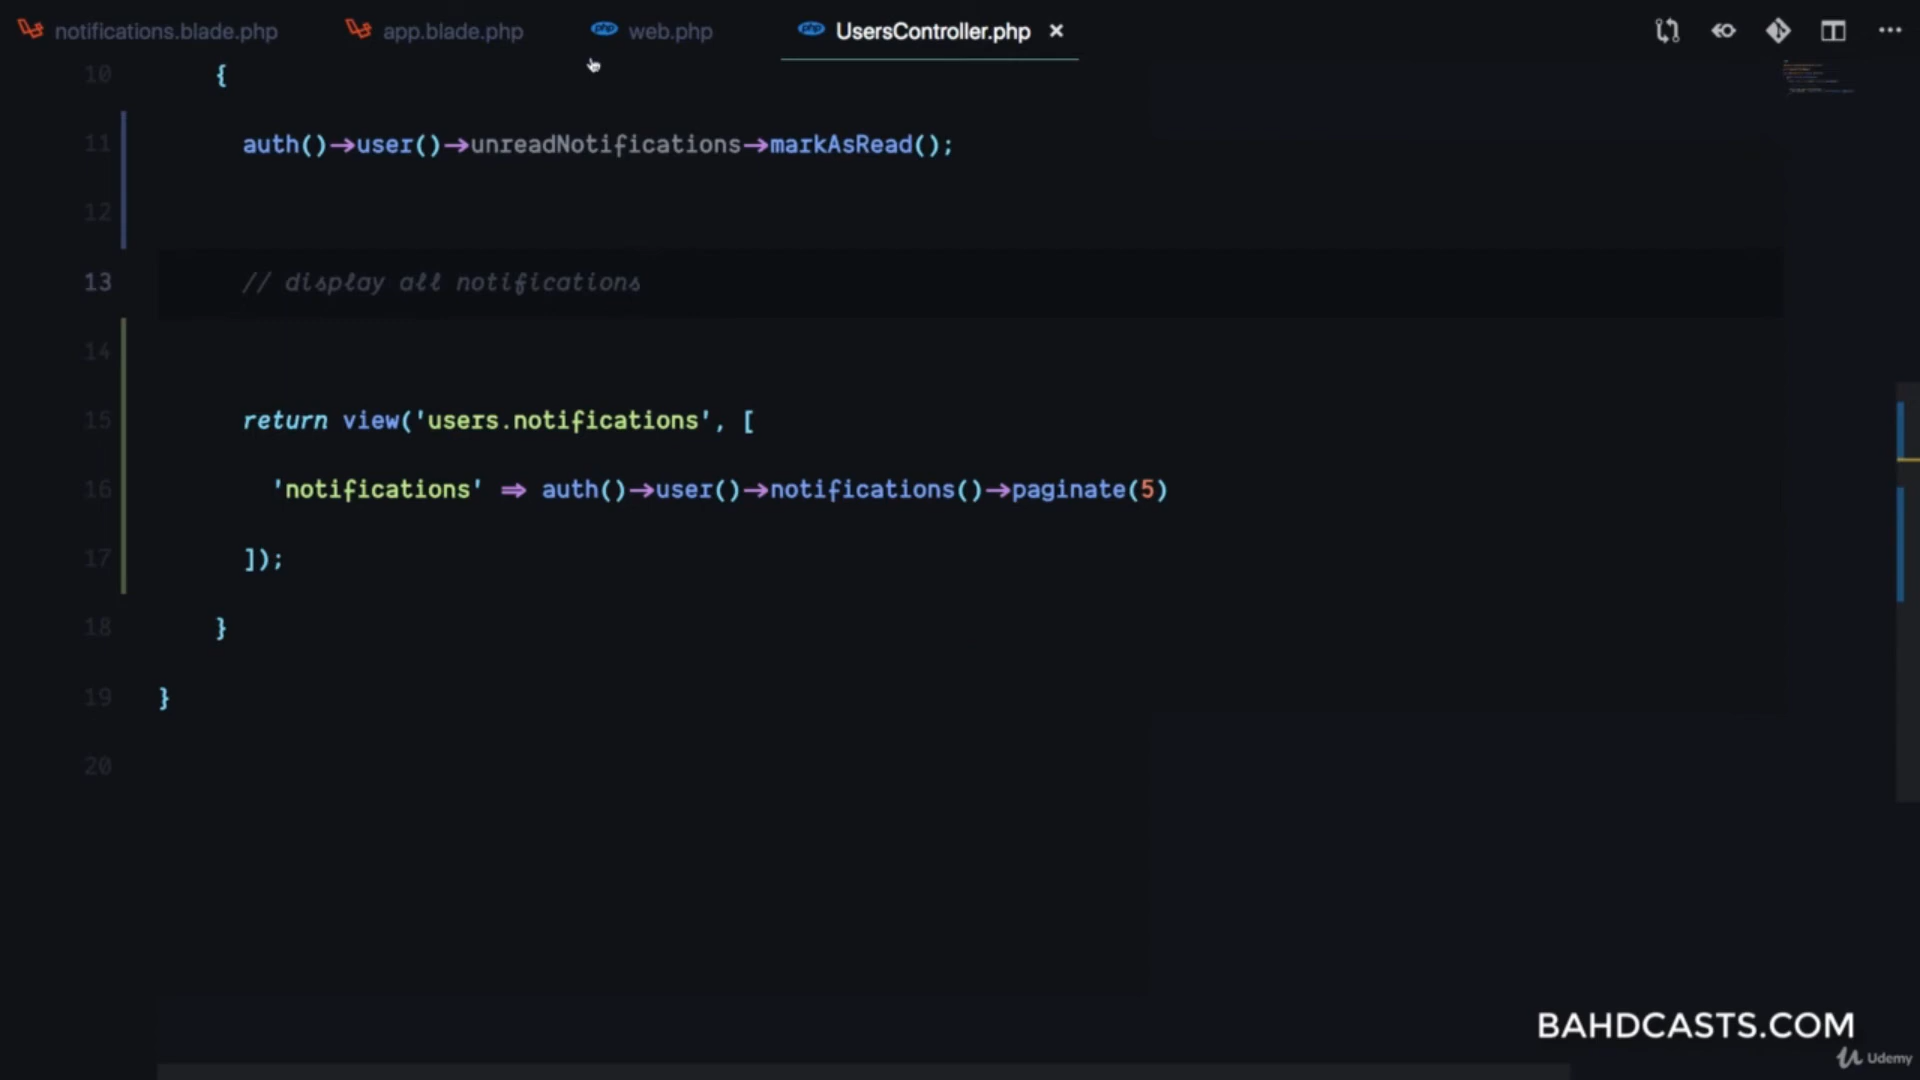 notifications.blade.php app.blade.php php web.php php UsersController.php ×
10 {
11 auth()->user()->unreadNotifications->markAsRead();
12
13 // display all notifications
14
15 return view('users.notifications', [
16 'notifications' => auth()->user()->notifications()->paginate(5)
17 ]);
18 }
19 }
20
BAHDCASTS.COM
Udemy